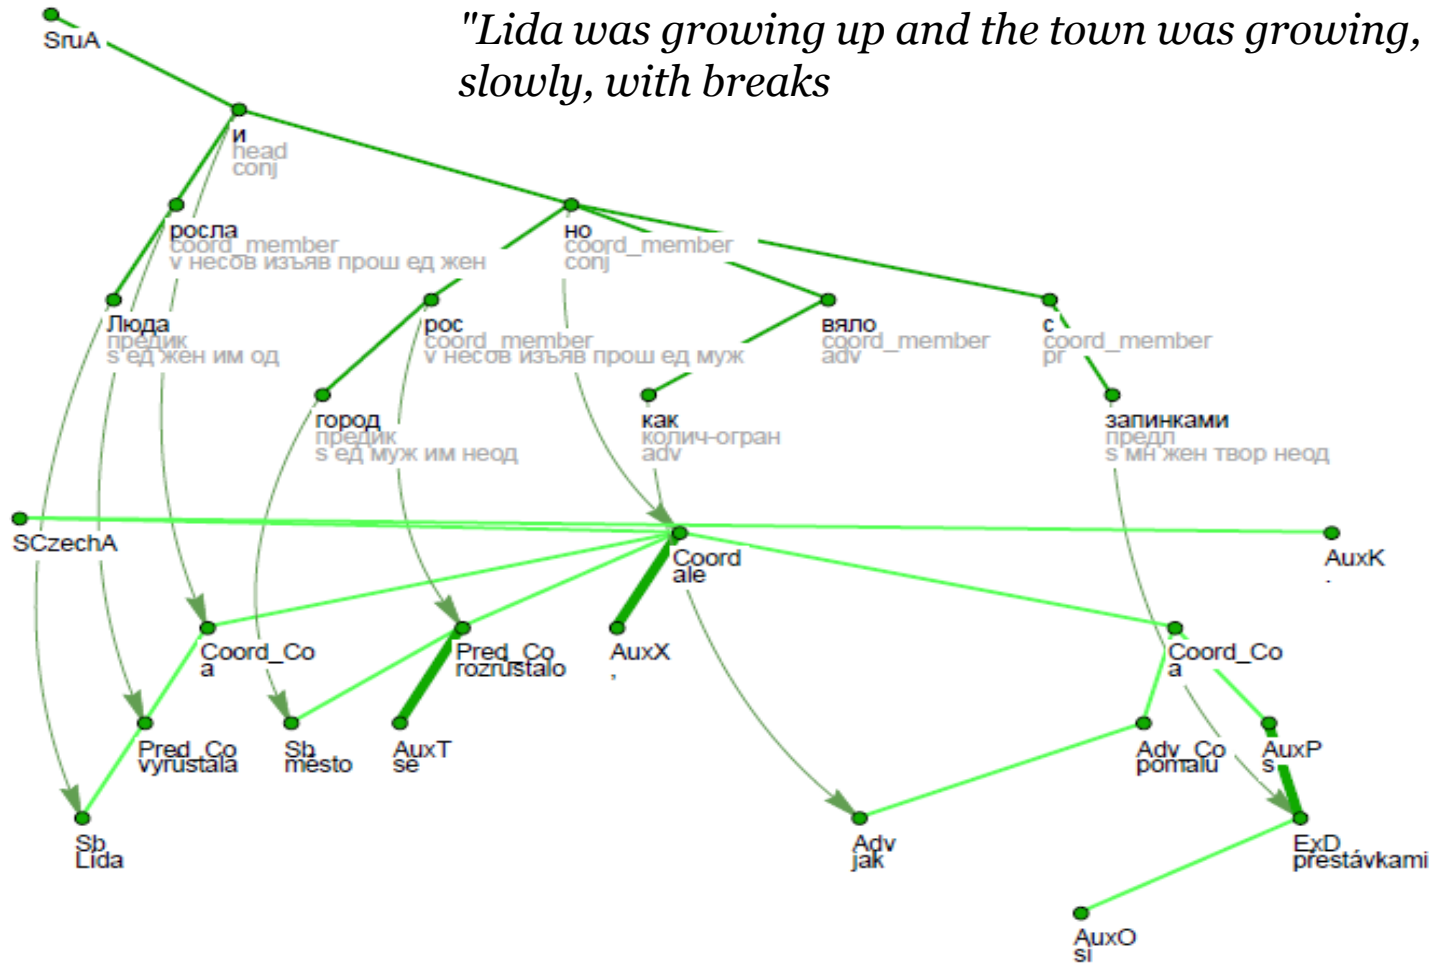 "Lida was growing up and the town was growing,
slowly, with breaks
SruA
и
head
conj
росла
coord_member
v несов изъяв прош ед жен
но
coord_member
conj
Люда
предик
s ед жен им од
рос
coord_member
v несов изъяв прош ед муж
вяло
coord_member
adv
с
coord_member
pr
город
предик
s ед муж им неод
как
колич-огран
adv
запинками
предл
s мн жен твор неод
SCzechA
Coord
ale
AuxK
.
Coord_Co
a
Pred_Co
rozrůstalo
AuxX
,
Coord_Co
a
Pred_Co
vyrůstala
Sb
město
AuxT
se
Adv_Co
pomalu
AuxP
s
Sb
Lída
Adv
jak
ExD
přestávkami
AuxO
si